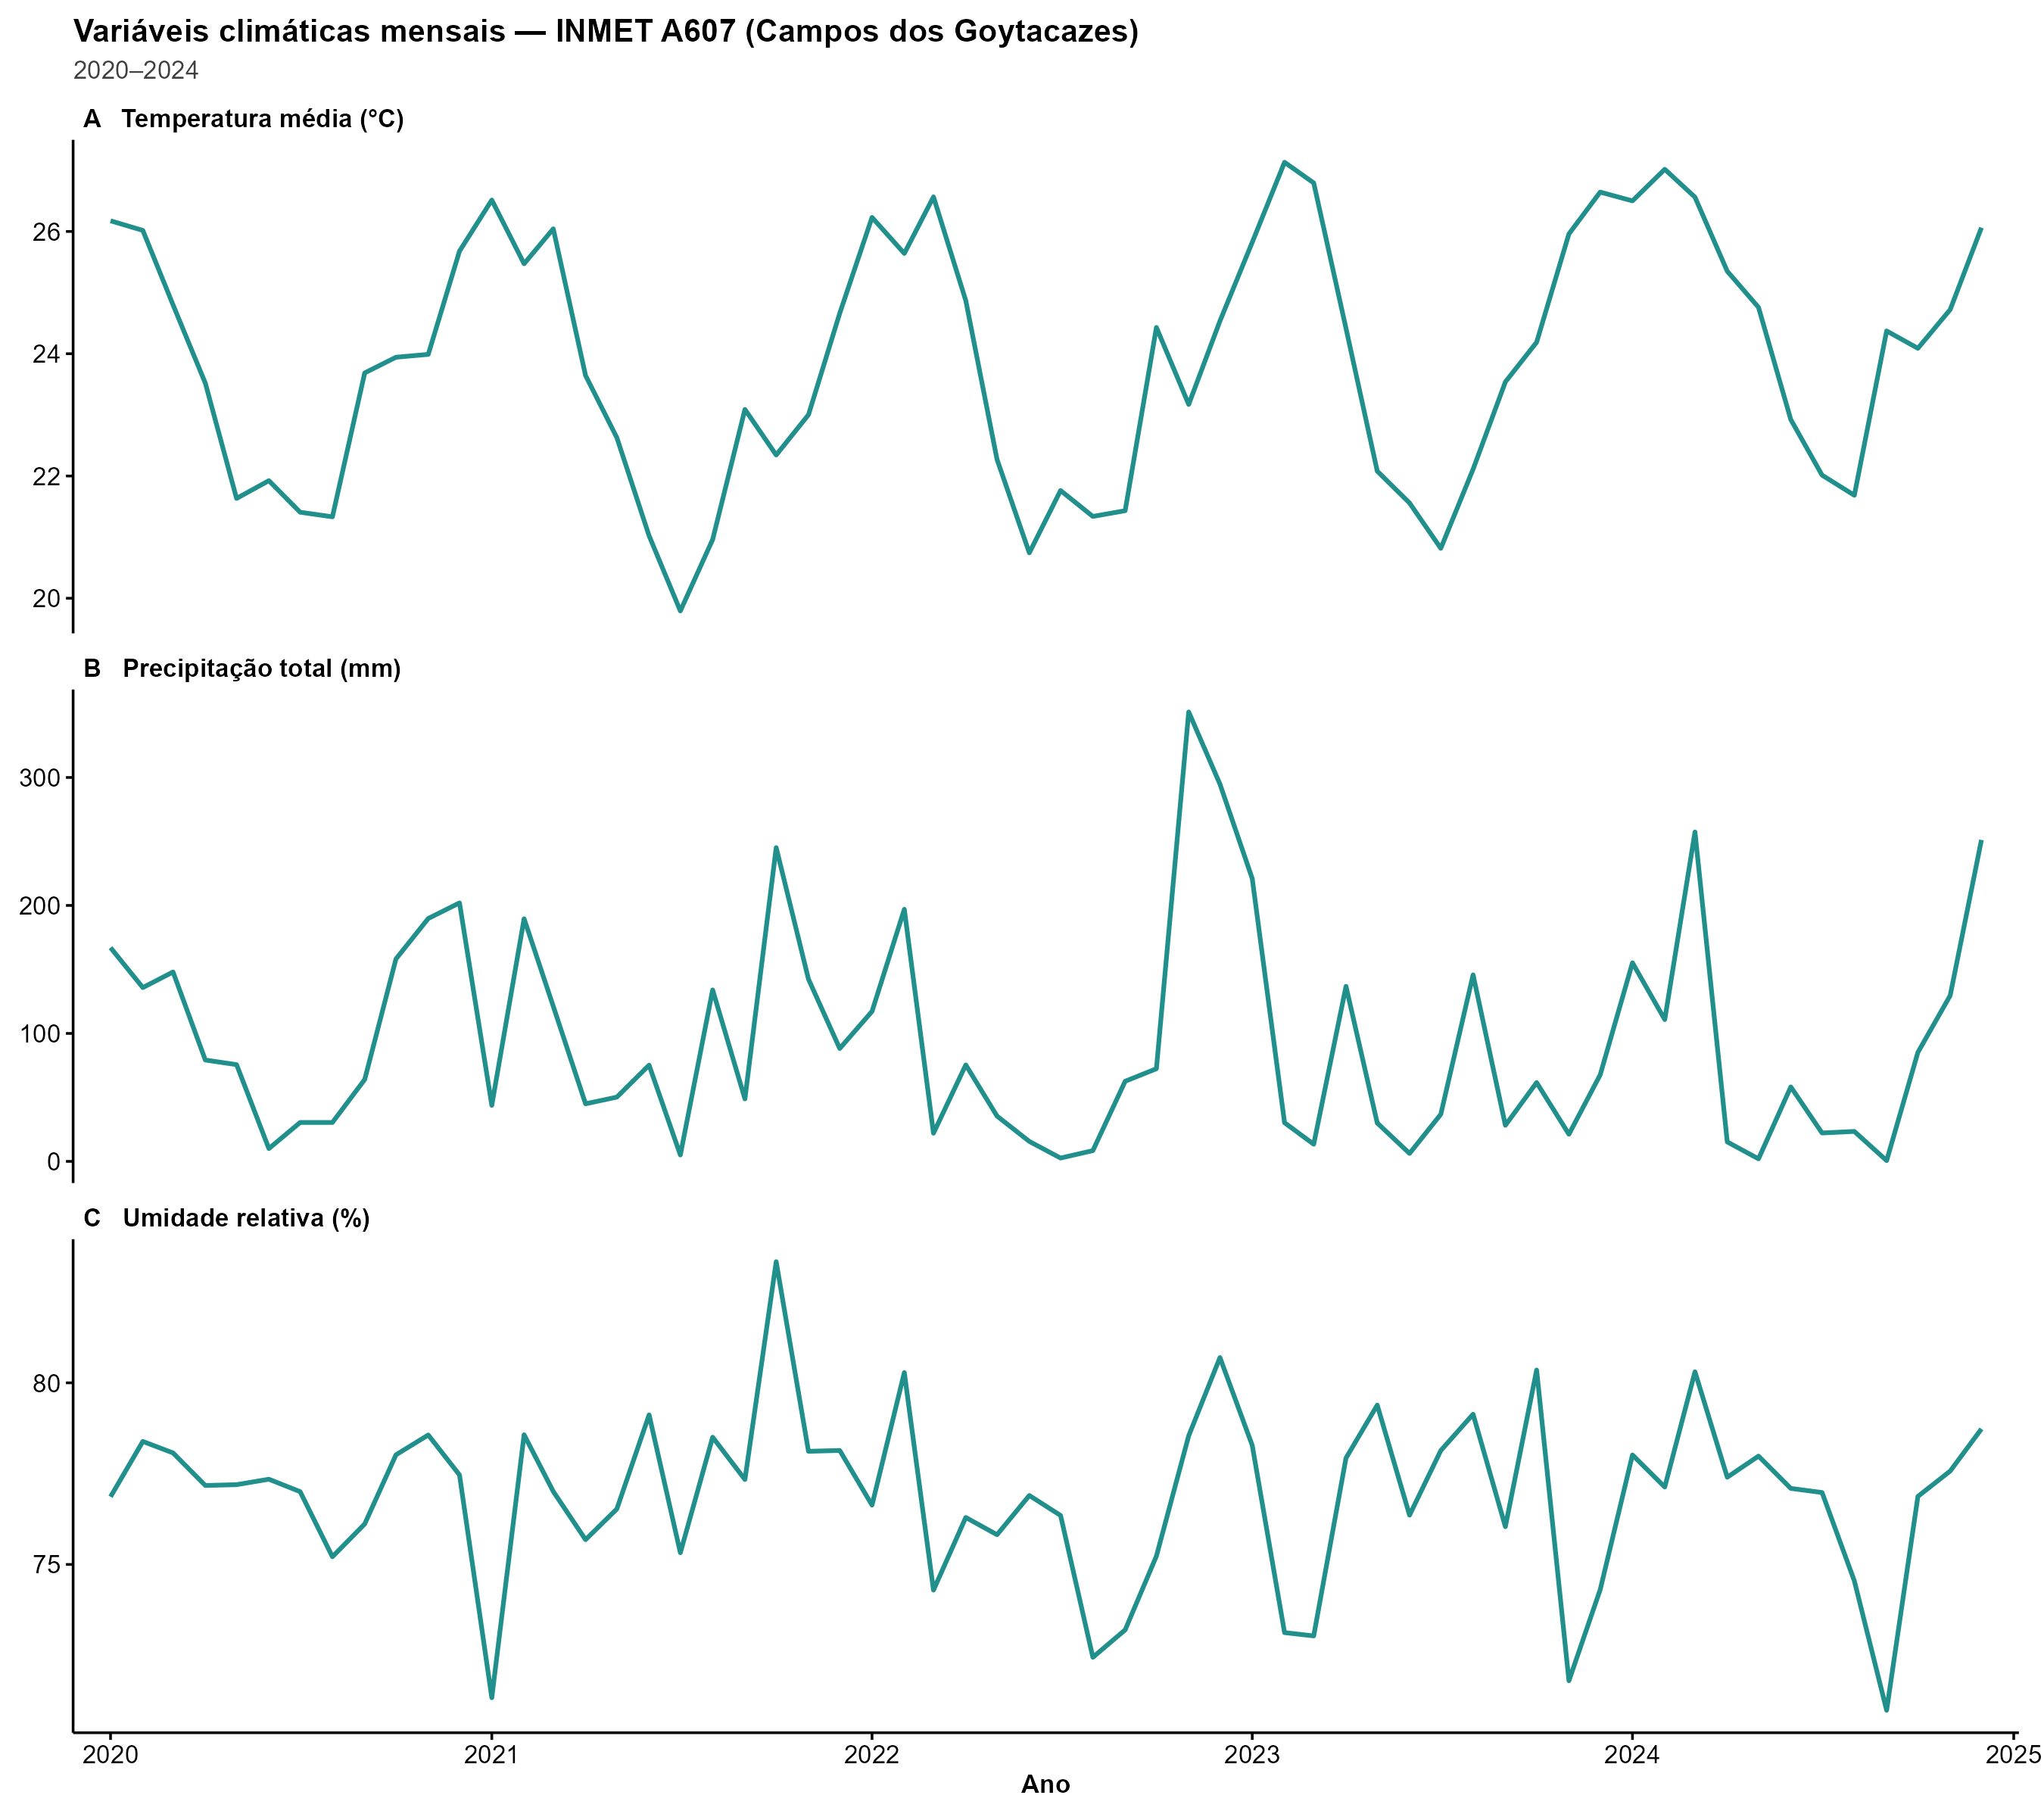 Variáveis climáticas mensais — INMET A607 (Campos dos Goytacazes)
2020–2024
A Temperatura média (°C)
26
24
22
20
B Precipitação total (mm)
300
200
100
0
C Umidade relativa (%)
80
75
2020 2021 2022 2023 2024 2025
Ano